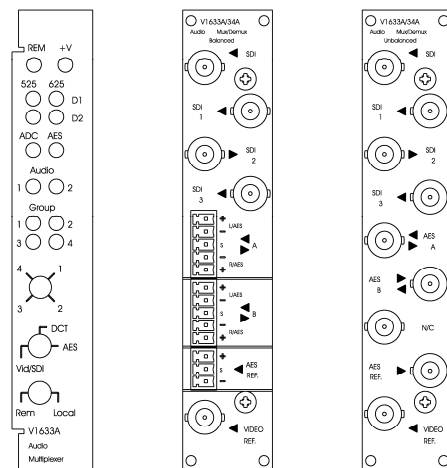 REM +V
525 625
D1
D2
ADC AES
Audio
1 2
Group
1 2
3 4
4 1
3 2
DCT
AES
Vid/SDI
Rem Local
V1633A
Audio
Multiplexer
V1633A/34A
Audio Mux/Demux
Balanced
SDI
SDI
1
SDI
2
SDI
3
+
L/AES
-
S A
-
R/AES
+
+
L/AES
-
S B
-
R/AES
+
+
S AES
REF.
-
VIDEO
REF.
V1633A/34A
Audio Mux/Demux
Unbalanced
SDI
SDI
1
SDI
2
SDI
3
AES
A
AES
B
N/C
AES
REF.
VIDEO
REF.